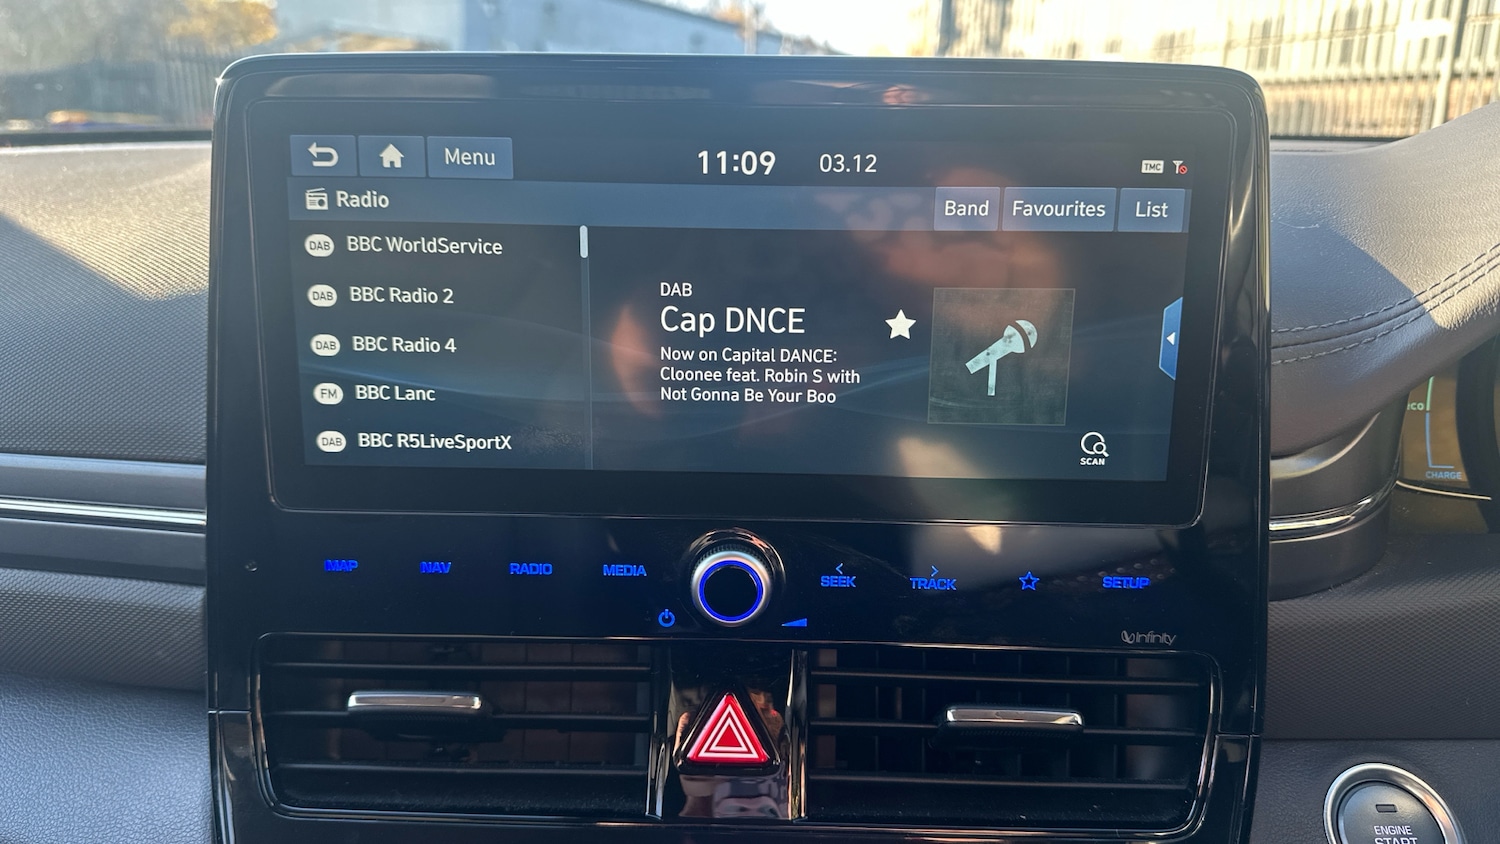 Menu
11:09
03.12
TMC
Radio
Band
Favourites
List
DAB BBC WorldService
DAB BBC Radio 2
DAB BBC Radio 4
FM BBC Lanc
DAB BBC R5LiveSportX
DAB
Cap DNCE
Now on Capital DANCE:
Cloonee feat. Robin S with
Not Gonna Be Your Boo
SCAN
MAP
NAV
RADIO
MEDIA
SEEK
TRACK
SETUP
infinity
eco
CHARGE
ENGINE
START